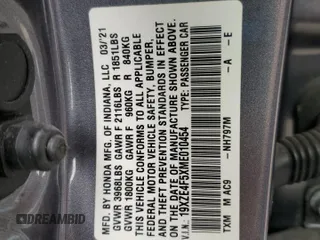 MFD. BY HONDA MFG. OF INDIANA, LLC 03/21
GVWR 3968LBS GAWR F 2116LBS R 1851LBS
GVWR 1800KG GAWR F 960KG R 840KG
THIS VEHICLE CONFORMS TO ALL APPLICABLE
FEDERAL MOTOR VEHICLE SAFETY, BUMPER,
AND THEFT PREVENTION STANDARDS IN EFFECT
ON THE DATE OF MANUFACTURE SHOWN ABOVE.
19XZE4F5XME010454 TYPE: PASSENGER CAR
NH797M -A -E
TXM M AC9
IAAI/BIDMYND